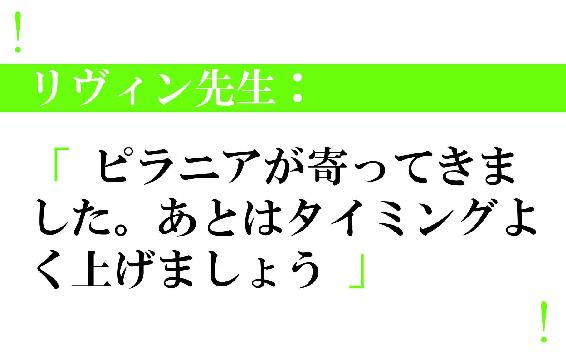 !
リヴィン先生：
「 ピラニアが寄ってきま
した。あとはタイミングよ
く上げましょう 」
!